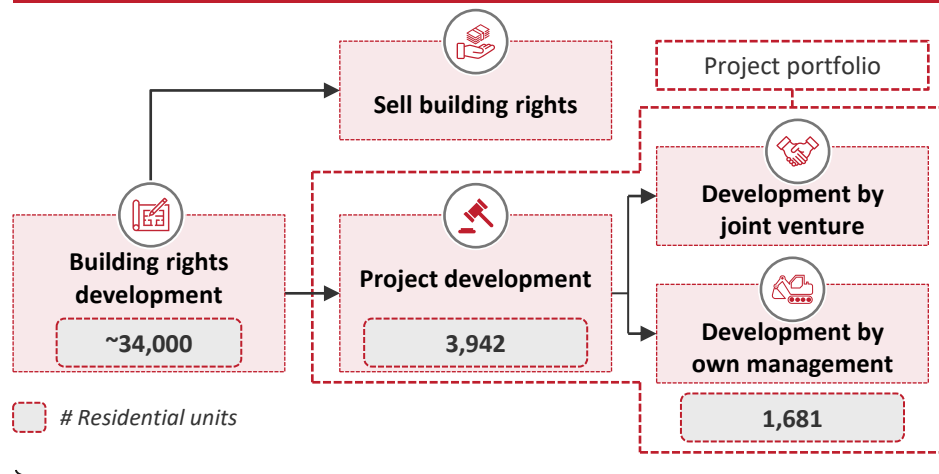 Sell building rights
Project portfolio
Building rights
development
~34,000
Project development
3,942
Development by
joint venture
Development by
own management
1,681
# Residential units